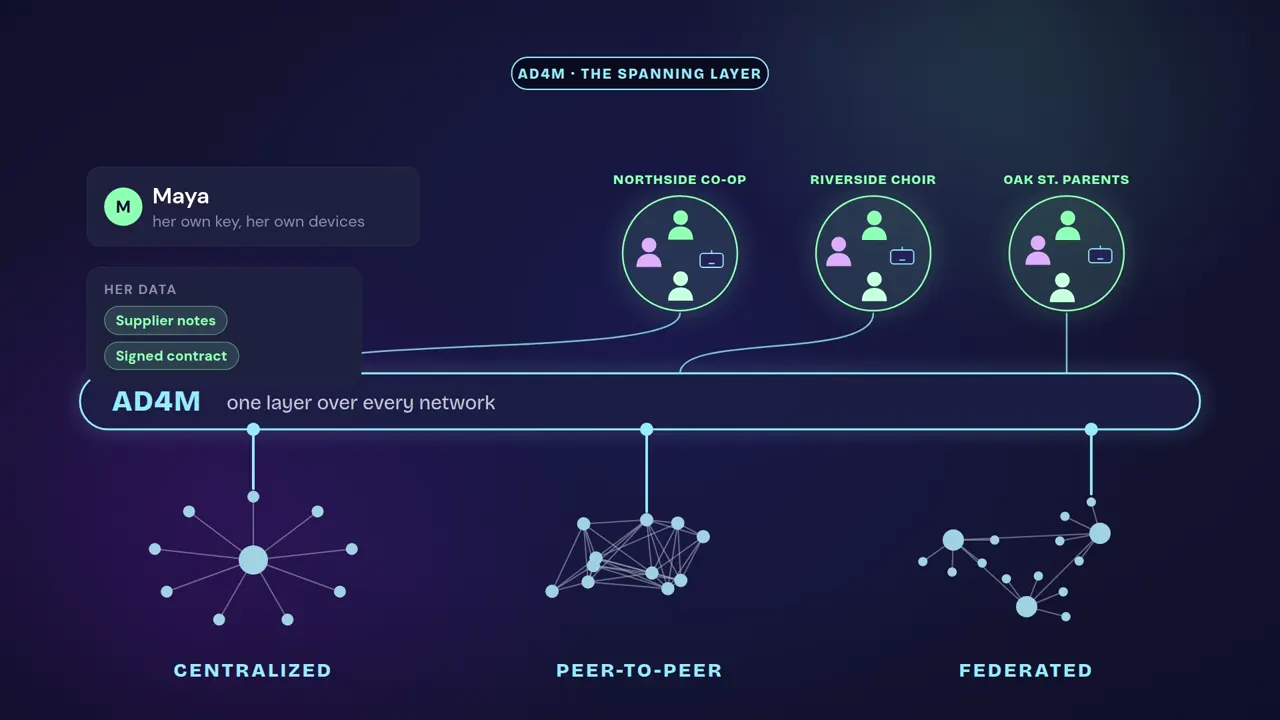 AD4M · THE SPANNING LAYER
M
Maya
her own key, her own devices
HER DATA
Supplier notes
Signed contract
NORTHSIDE CO-OP
RIVERSIDE CHOIR
OAK ST. PARENTS
AD4M one layer over every network
CENTRALIZED
PEER-TO-PEER
FEDERATED